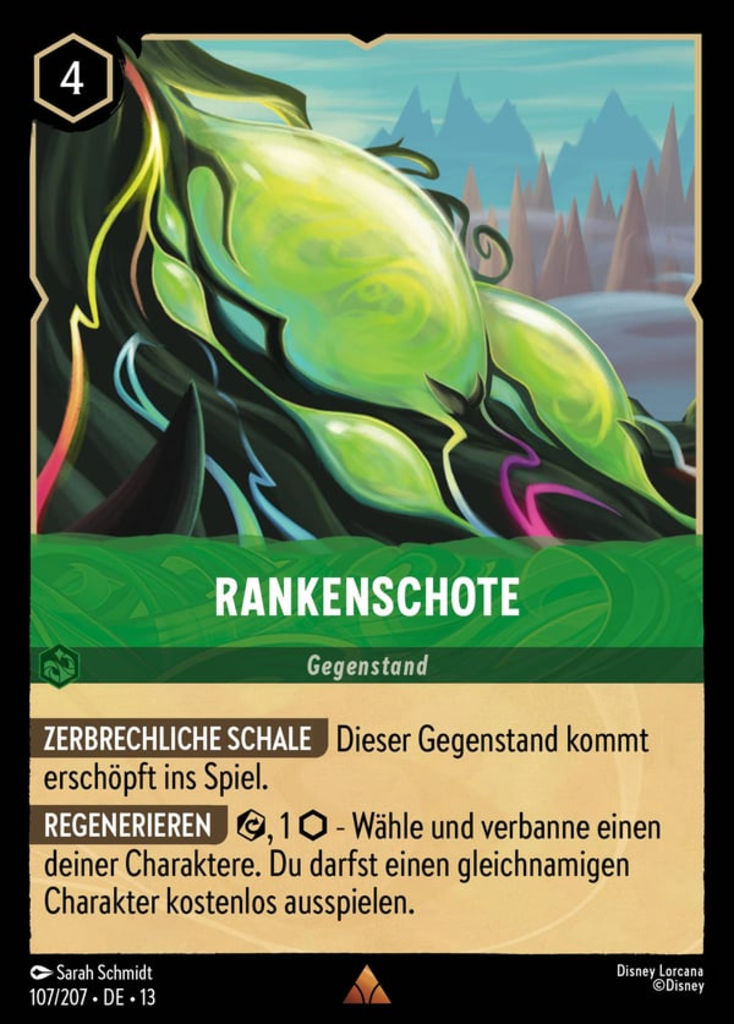 4
RANKENSCHOTE
Gegenstand
ZERBRECHLICHE SCHALE Dieser Gegenstand kommt
erschöpft ins Spiel.
REGENERIEREN , 1 - Wähle und verbanne einen
deiner Charaktere. Du darfst einen gleichnamigen
Charakter kostenlos ausspielen.
Sarah Schmidt
107/207 • DE • 13
Disney Lorcana
©Disney